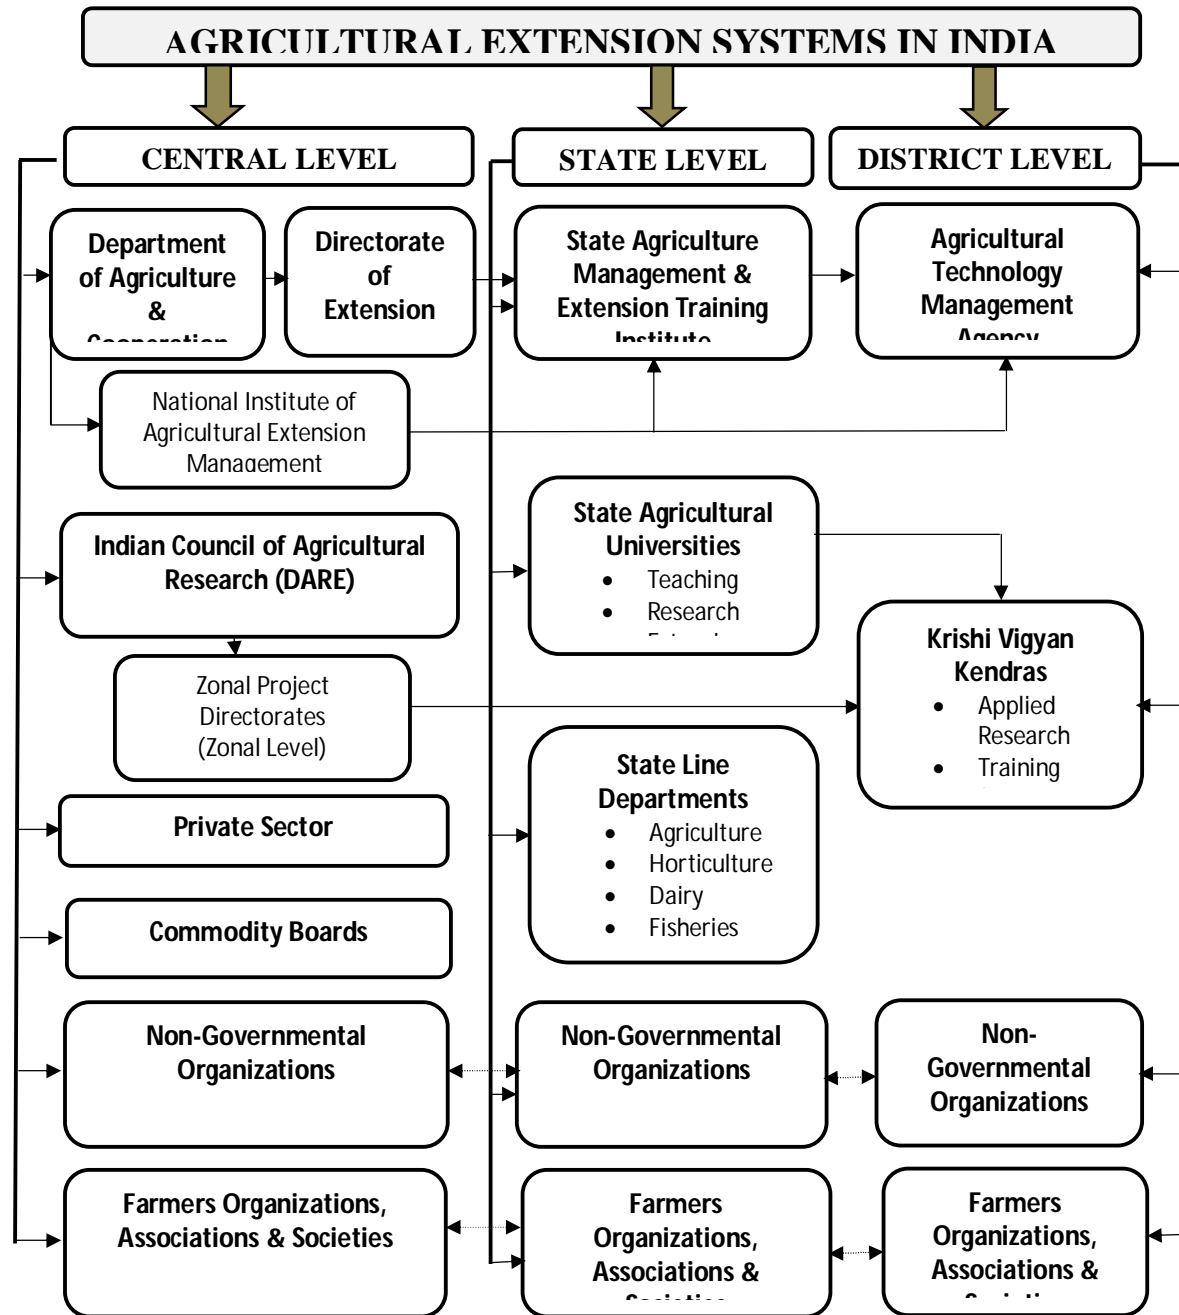 AGRICULTURAL EXTENSION SYSTEMS IN INDIA
CENTRAL LEVEL
STATE LEVEL
DISTRICT LEVEL
Department
of Agriculture
&
Cooperation
Directorate
of
Extension
State Agriculture
Management &
Extension Training
Institute
Agricultural
Technology
Management
Agency
National Institute of
Agricultural Extension
Management
Indian Council of Agricultural
Research (DARE)
State Agricultural
Universities
• Teaching
• Research
Zonal Project
Directorates
(Zonal Level)
Krishi Vigyan
Kendras
• Applied
Research
• Training
State Line
Departments
• Agriculture
• Horticulture
• Dairy
• Fisheries
Private Sector
Commodity Boards
Non-Governmental
Organizations
Non-Governmental
Organizations
Non-
Governmental
Organizations
Farmers Organizations,
Associations & Societies
Farmers
Organizations,
Associations &
Societies
Farmers
Organizations,
Associations &